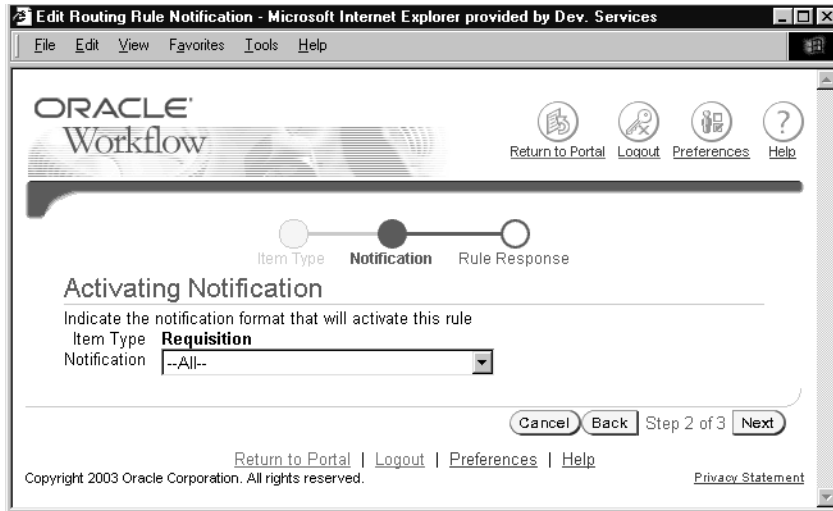 Edit Routing Rule Notification - Microsoft Internet Explorer provided by Dev. Services
File Edit View Favorites Tools Help
ORACLE'
Workflow
Return to Portal Logout Preferences Help
Item Type Notification Rule Response
Activating Notification
Indicate the notification format that will activate this rule
Item Type Requisition
Notification --All--
Cancel Back Step 2 of 3 Next
Return to Portal | Logout | Preferences | Help
Copyright 2003 Oracle Corporation. All rights reserved. Privacy Statement